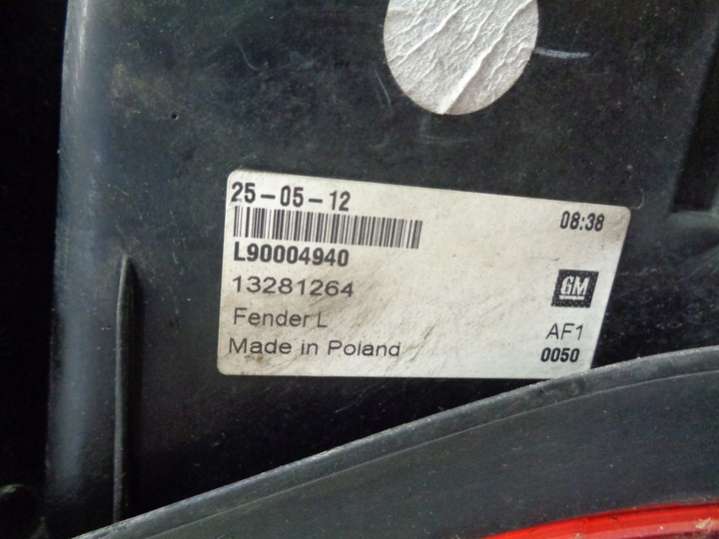 25-05-12
08:38
L90004940
13281264
GM
Fender L
AF1
Made in Poland
0050